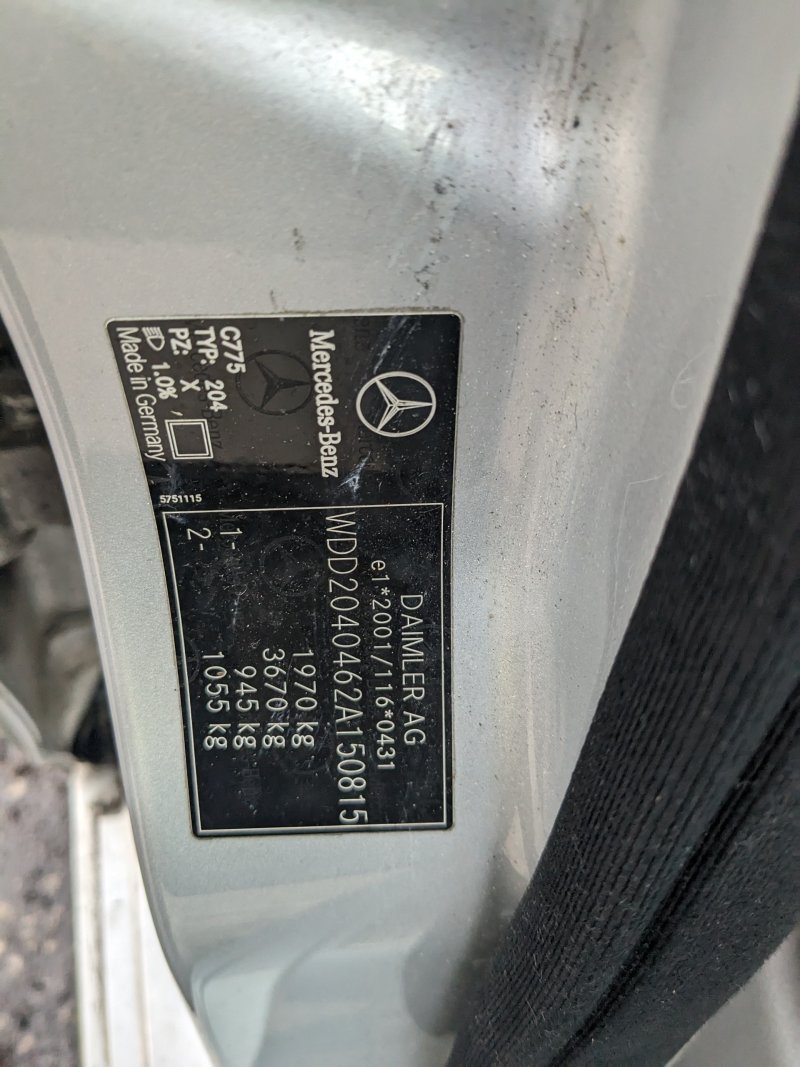 Mercedes-Benz
C775
TYP: 204
PZ: X
1.0%
Made in Germany
5751115
DAIMLER AG
e1*2001/116*0431
WDD2040462A150815
1970 kg
3670 kg
1- 945 kg
2- 1055 kg